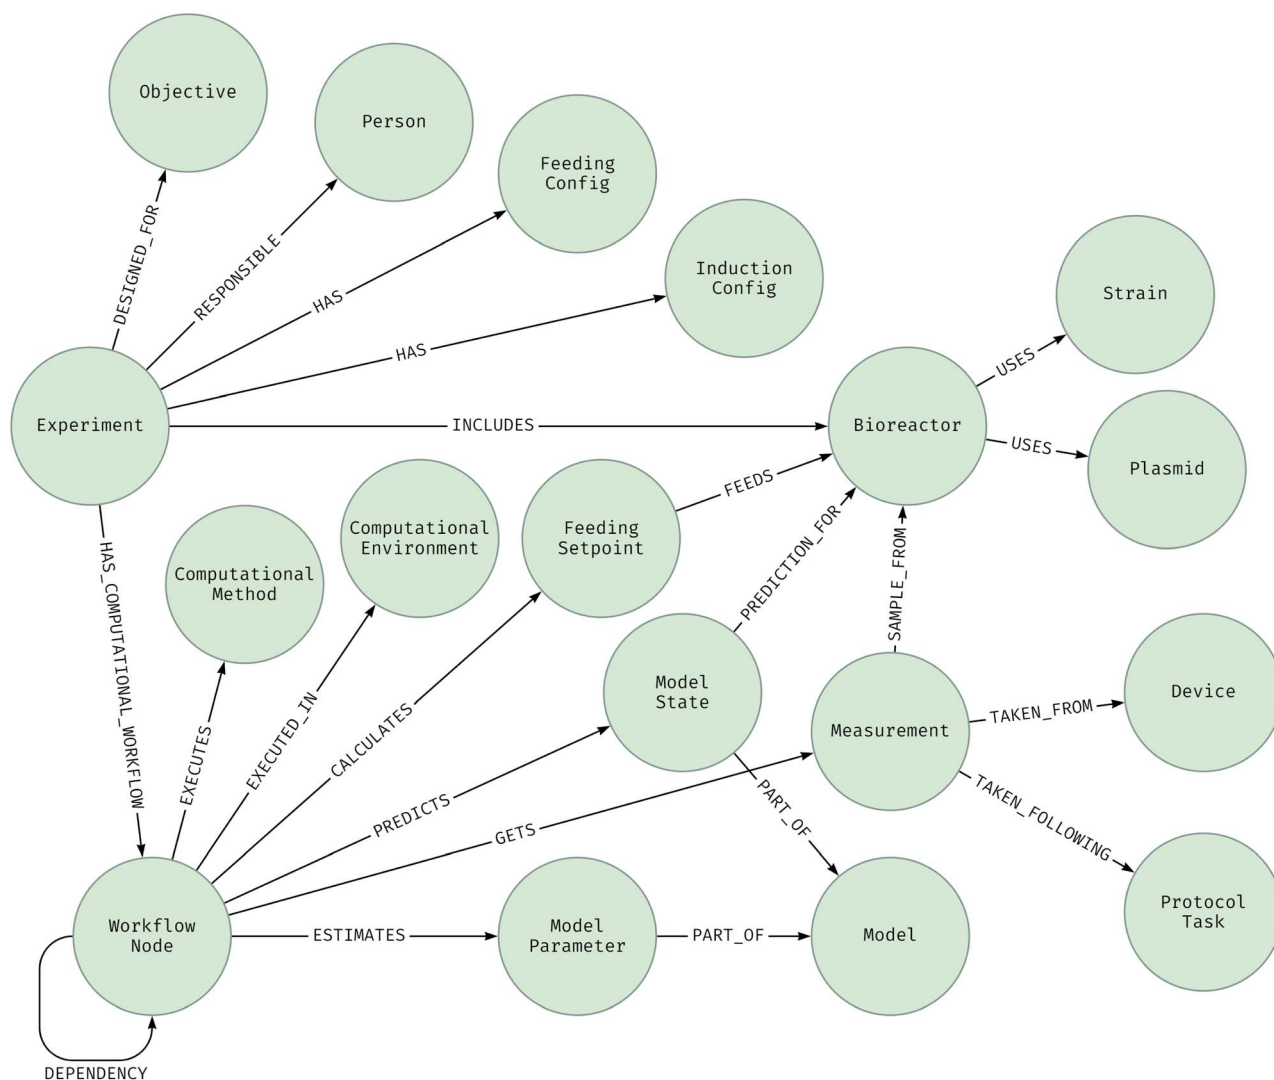 Objective
Person
Feeding
Config
Induction
Config
Strain
DESIGNED_FOR
RESPONSIBLE
HAS
HAS
USES
Experiment
INCLUDES
Bioreactor
USES
Plasmid
FEEDS
Computational
Environment
Feeding
Setpoint
Computational
Method
HAS_COMPUTATIONAL_WORKFLOW
PREDICTION_FOR
SAMPLE_FROM
Model
State
Measurement
TAKEN_FROM
Device
EXECUTES
EXECUTED_IN
CALCULATES
PREDICTS
GETS
PART_OF
TAKEN_FOLLOWING
Protocol
Task
Workflow
Node
ESTIMATES
Model
Parameter
PART_OF
Model
DEPENDENCY